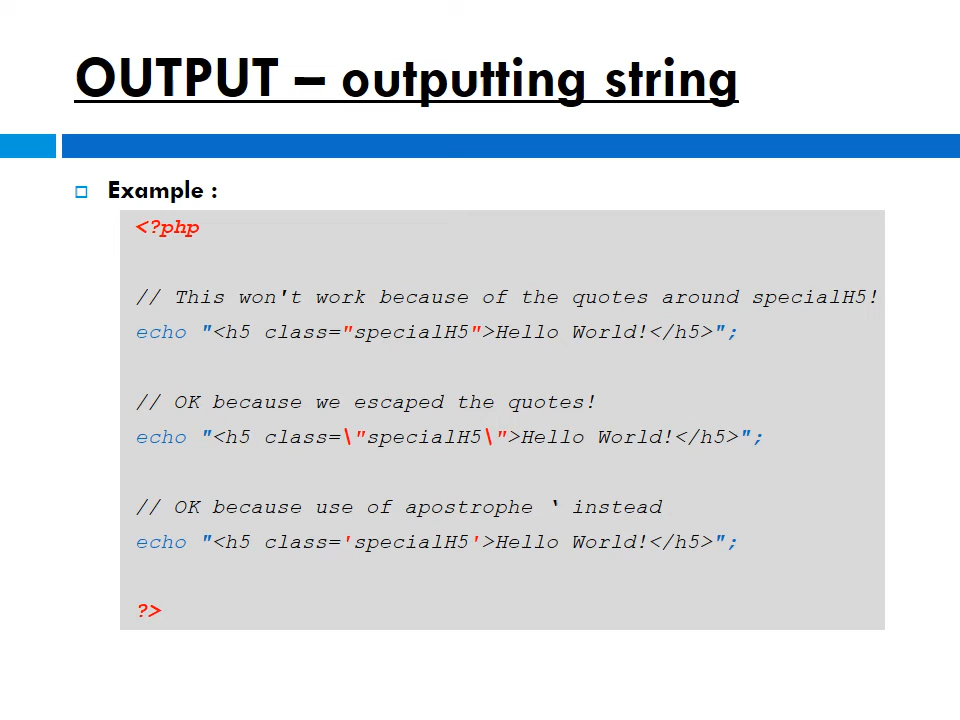 OUTPUT – outputting string
Example :
<?php
// This won't work because of the quotes around specialH5!
echo "<h5 class="specialH5">Hello World!</h5>";
// OK because we escaped the quotes!
echo "<h5 class=\"specialH5\">Hello World!</h5>";
// OK because use of apostrophe ‘ instead
echo "<h5 class='specialH5'>Hello World!</h5>";
?>